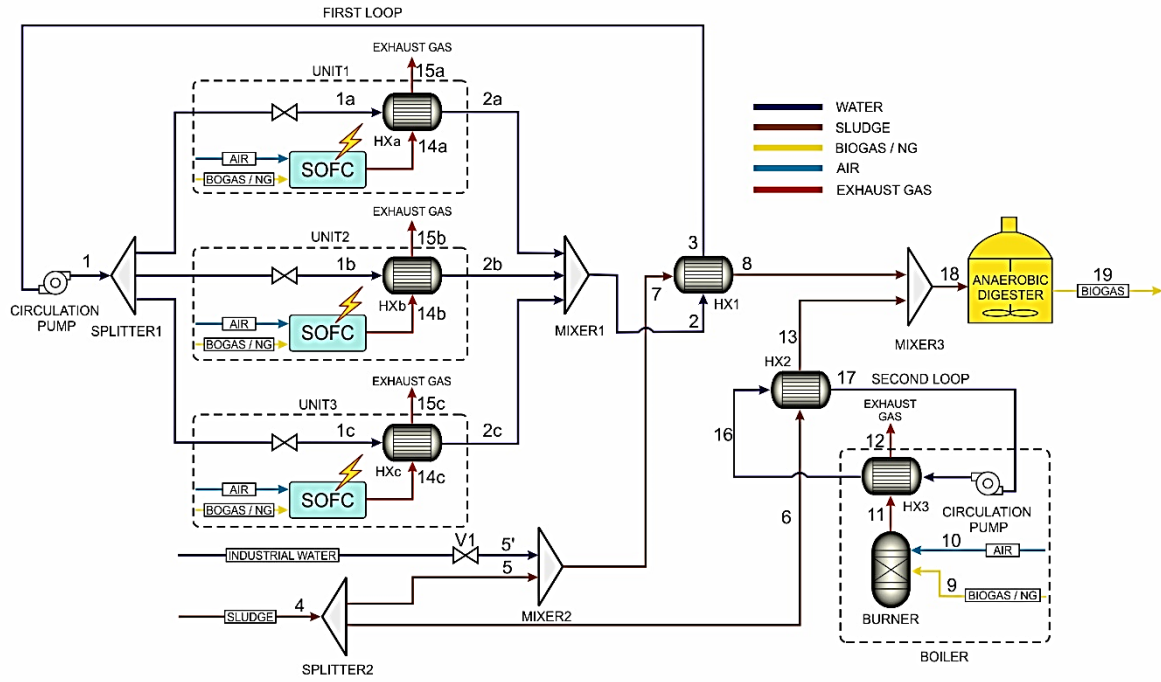 FIRST LOOP
EXHAUST GAS
15a
UNIT1
1a
2a
HXa
14a
AIR
SOFC
BOGAS / NG
WATER
SLUDGE
BIOGAS / NG
AIR
EXHAUST GAS
EXHAUST GAS
15b
UNIT2
1
1b
2b
HXb
14b
AIR
SOFC
BOGAS / NG
CIRCULATION
PUMP
SPLITTER1
MIXER1
3
8
7
HX1
2
18
ANAEROBIC
DIGESTER
19
BIOGAS
MIXER3
13
HX2
17
SECOND LOOP
EXHAUST GAS
15c
UNIT3
1c
2c
HXc
14c
AIR
SOFC
BOGAS / NG
16
EXHAUST
GAS
12
HX3
CIRCULATION
PUMP
6
11
10
AIR
9
BIOGAS / NG
BURNER
BOILER
INDUSTRIAL WATER
V1
5'
5
SLUDGE
4
MIXER2
SPLITTER2